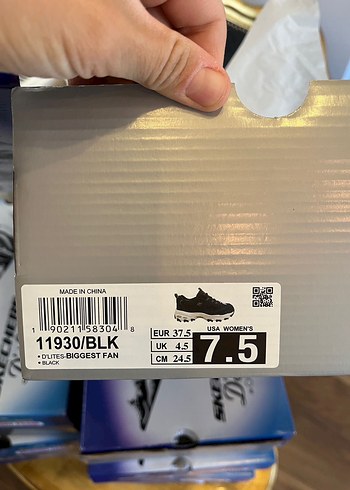 MADE IN CHINA
1 90211 58304 8
11930/BLK
• D'LITES-BIGGEST FAN
• BLACK
EUR 37.5
UK 4.5
CM 24.5
USA WOMEN'S
7.5
SKECHERS